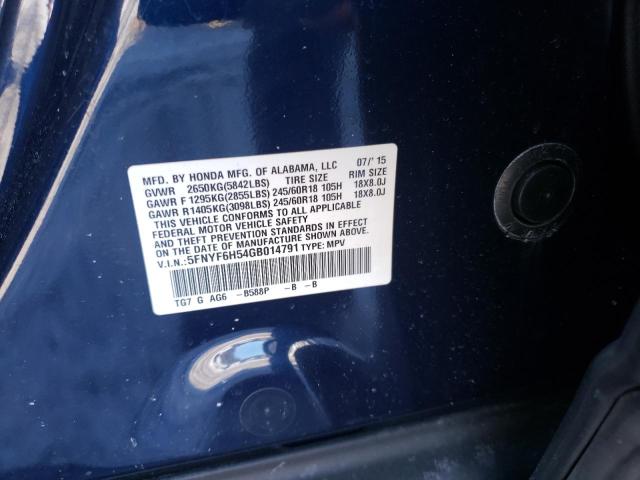 MFD. BY HONDA MFG. OF ALABAMA, LLC 07/'15
GVWR 2650KG(5842LBS) TIRE SIZE RIM SIZE
GAWR F 1295KG(2855LBS) 245/60R18 105H 18X8.0J
GAWR R1405KG(3098LBS) 245/60R18 105H 18X8.0J
THIS VEHICLE CONFORMS TO ALL APPLICABLE
FEDERAL MOTOR VEHICLE SAFETY
AND THEFT PREVENTION STANDARDS IN EFFECT ON
THE DATE OF MANUFACTURE SHOWN ABOVE.
V.I.N.:5FNYF6H54GB014791 TYPE: MPV
TG7 G AG6 -B588P -B -B